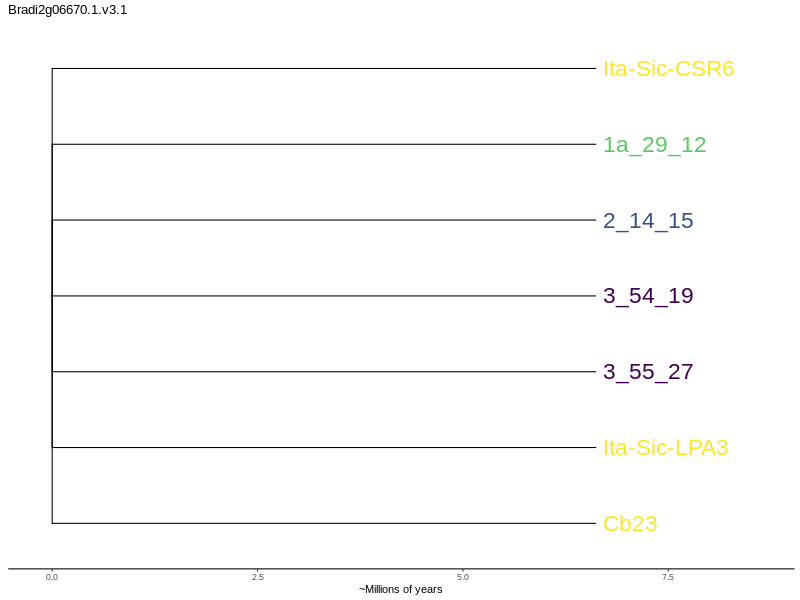 Bradi2g06670.1.v3.1
Ita-Sic-CSR6
1a_29_12
2_14_15
3_54_19
3_55_27
Ita-Sic-LPA3
Cb23
0.0 2.5 5.0 7.5
~Millions of years